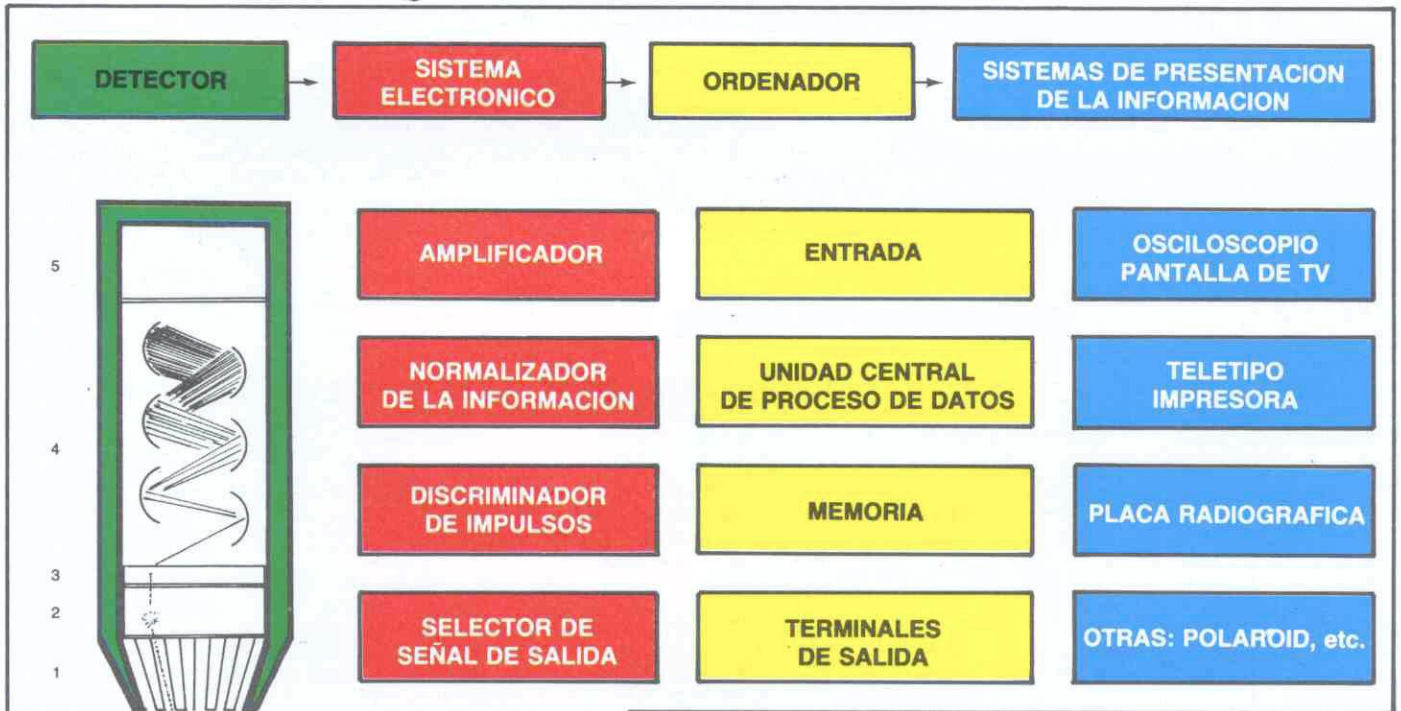 DETECTOR
SISTEMA
ELECTRONICO
ORDENADOR
SISTEMAS DE PRESENTACION
DE LA INFORMACION
5
AMPLIFICADOR
ENTRADA
OSCILOSCOPIO
PANTALLA DE TV
NORMALIZADOR
DE LA INFORMACION
UNIDAD CENTRAL
DE PROCESO DE DATOS
TELETIPO
IMPRESORA
4
DISCRIMINADOR
DE IMPULSOS
MEMORIA
PLACA RADIOGRAFICA
3
2
SELECTOR DE
SEÑAL DE SALIDA
TERMINALES
DE SALIDA
OTRAS: POLAROID, etc.
1